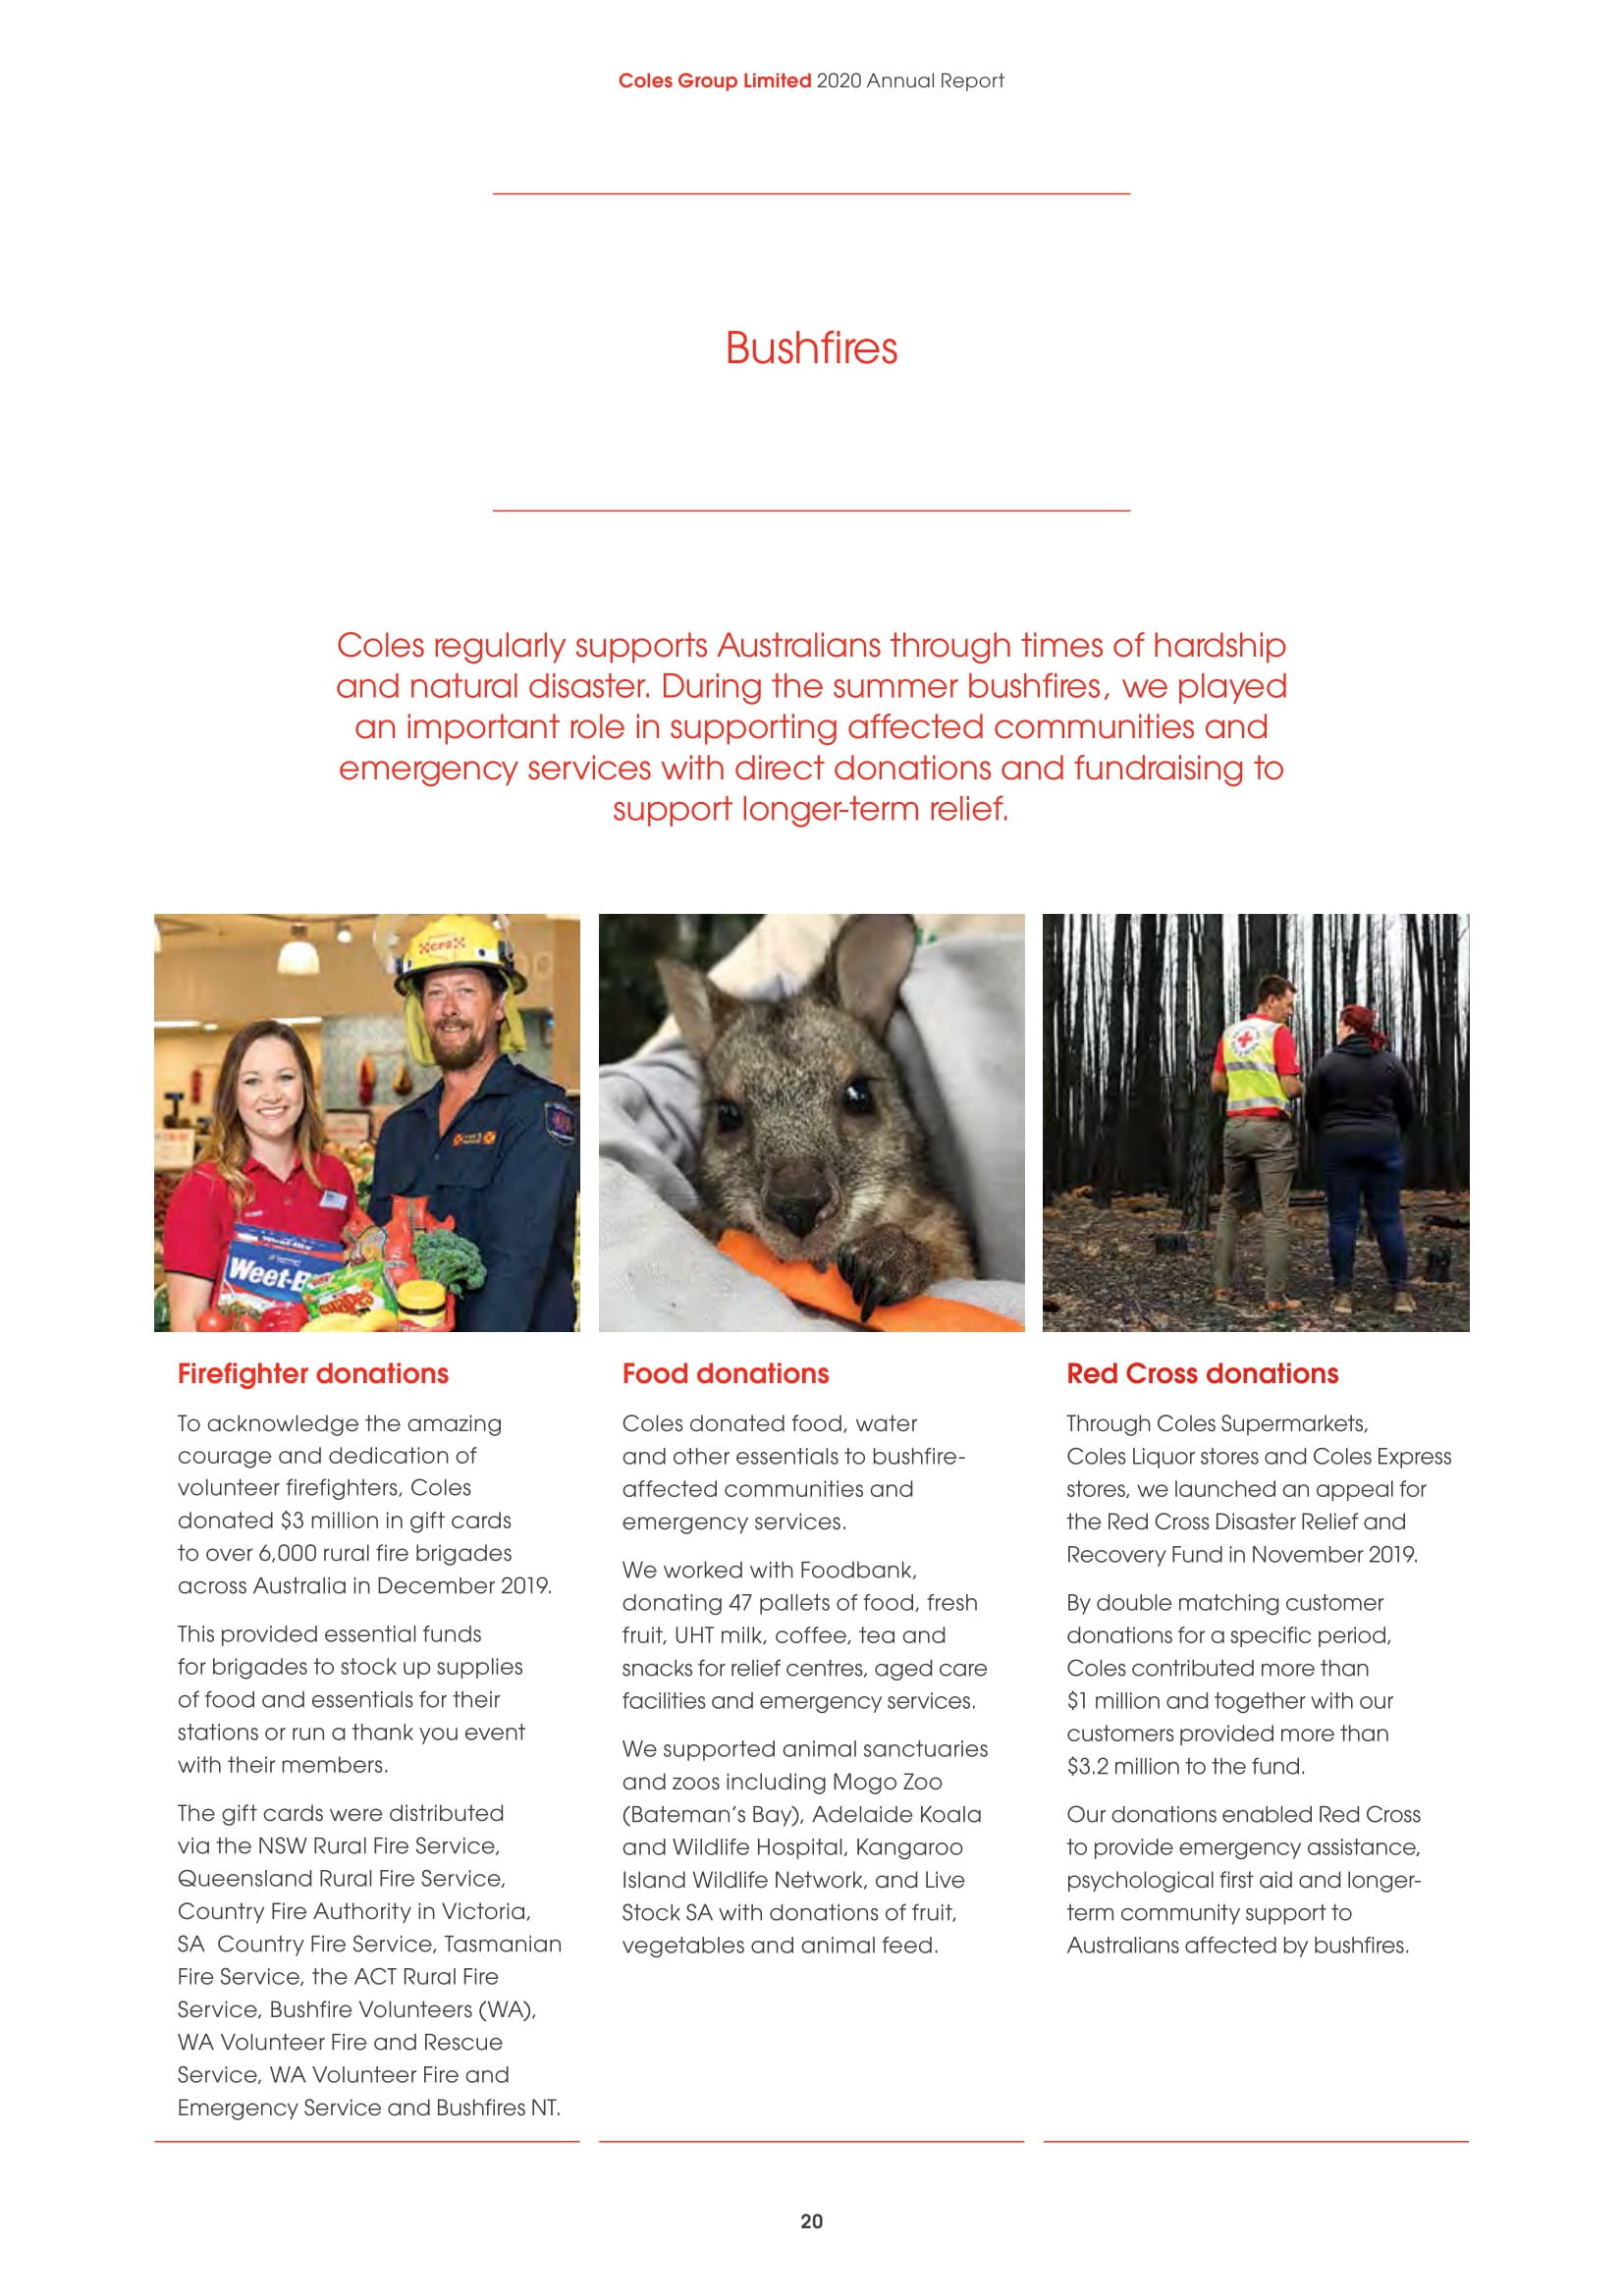 Coles Group Limited 2020 Annual Report
Bushfires
Coles regularly supports Australians through times of hardship
and natural disaster. During the summer bushfires, we played
an important role in supporting affected communities and
emergency services with direct donations and fundraising to
support longer-term relief.
CFS
Weet-B
Firefighter donations
To acknowledge the amazing
courage and dedication of
volunteer firefighters, Coles
donated $3 million in gift cards
to over 6,000 rural fire brigades
across Australia in December 2019.
This provided essential funds
for brigades to stock up supplies
of food and essentials for their
stations or run a thank you event
with their members.
The gift cards were distributed
via the NSW Rural Fire Service,
Queensland Rural Fire Service,
Country Fire Authority in Victoria,
SA  Country Fire Service, Tasmanian
Fire Service, the ACT Rural Fire
Service, Bushfire Volunteers (WA),
WA Volunteer Fire and Rescue
Service, WA Volunteer Fire and
Emergency Service and Bushfires NT.
Food donations
Coles donated food, water
and other essentials to bushfire-
affected communities and
emergency services.
We worked with Foodbank,
donating 47 pallets of food, fresh
fruit, UHT milk, coffee, tea and
snacks for relief centres, aged care
facilities and emergency services.
We supported animal sanctuaries
and zoos including Mogo Zoo
(Bateman’s Bay), Adelaide Koala
and Wildlife Hospital, Kangaroo
Island Wildlife Network, and Live
Stock SA with donations of fruit,
vegetables and animal feed.
Red Cross donations
Through Coles Supermarkets,
Coles Liquor stores and Coles Express
stores, we launched an appeal for
the Red Cross Disaster Relief and
Recovery Fund in November 2019.
By double matching customer
donations for a specific period,
Coles contributed more than
$1 million and together with our
customers provided more than
$3.2 million to the fund.
Our donations enabled Red Cross
to provide emergency assistance,
psychological first aid and longer-
term community support to
Australians affected by bushfires.
20